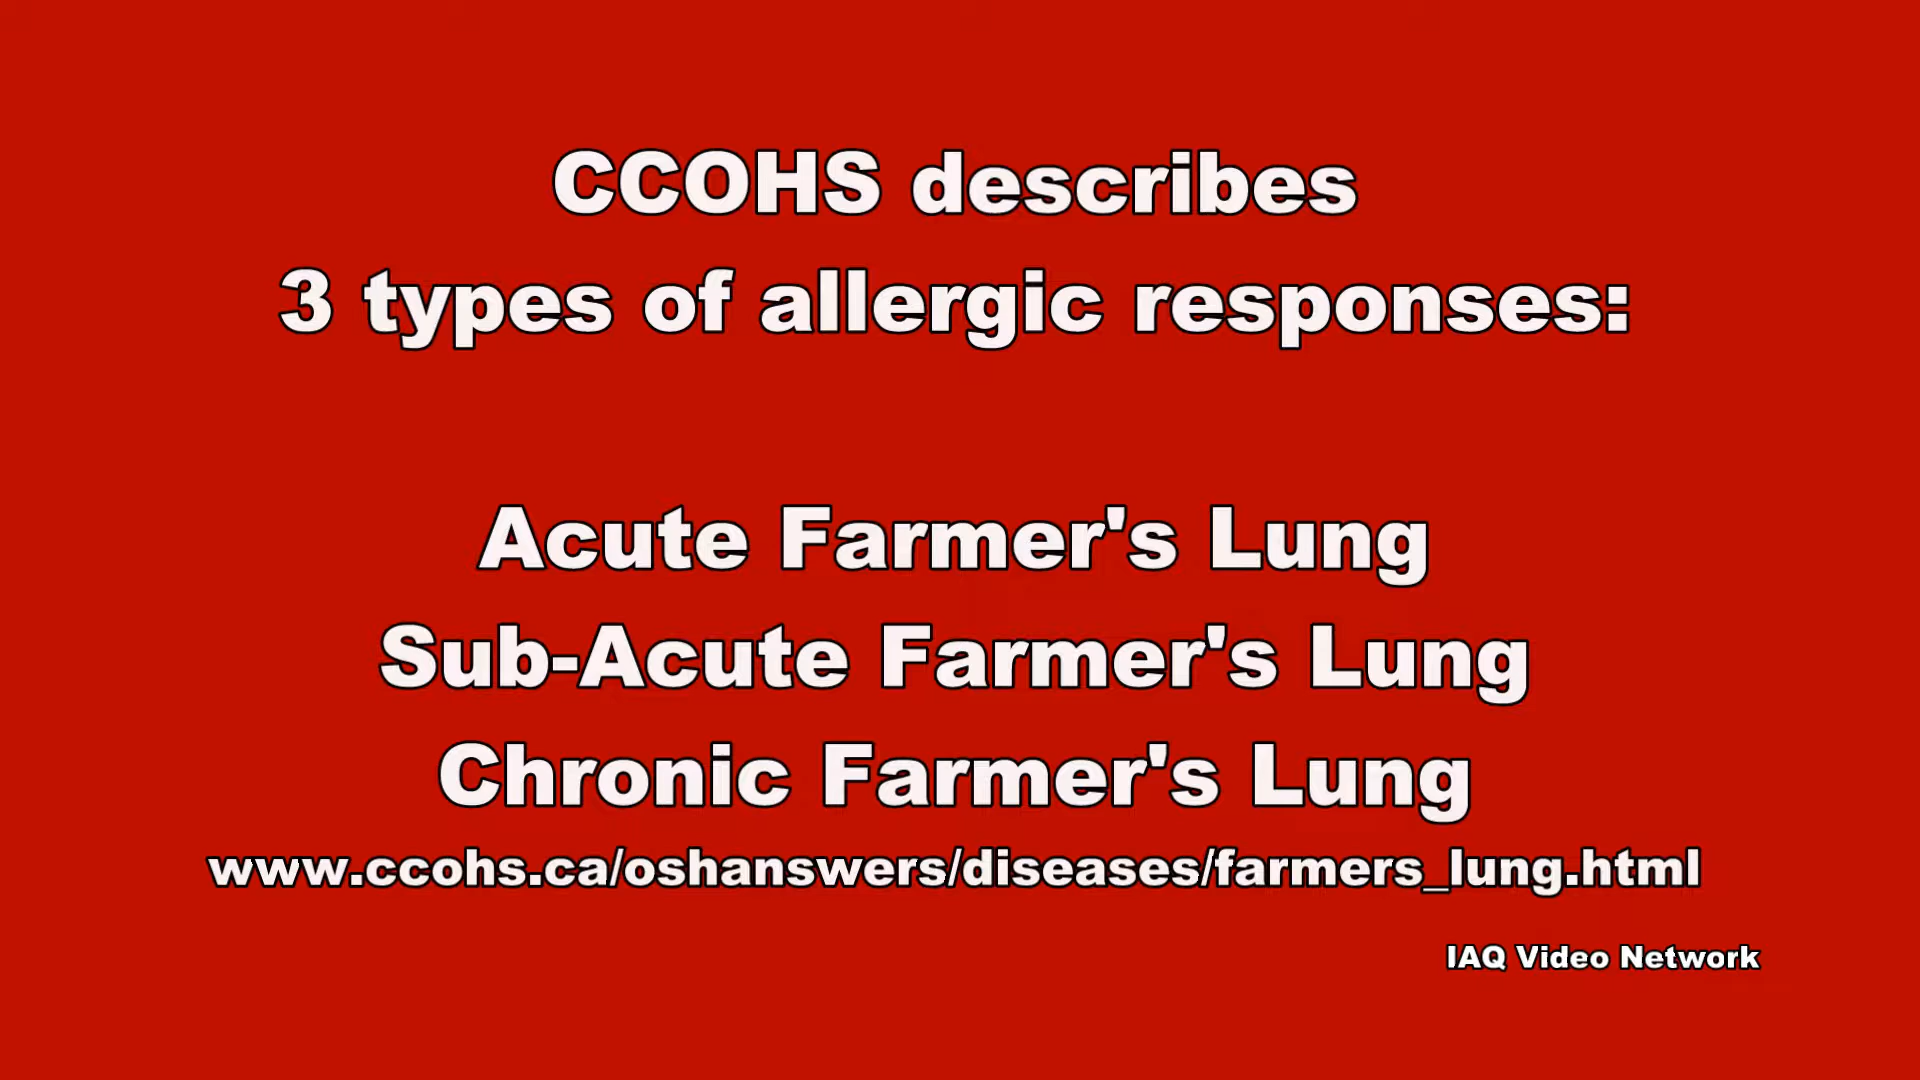 CCOHS describes
3 types of allergic responses:
Acute Farmer's Lung
Sub-Acute Farmer's Lung
Chronic Farmer's Lung
www.ccohs.ca/oshanswers/diseases/farmers_lung.html
IAQ Video Network